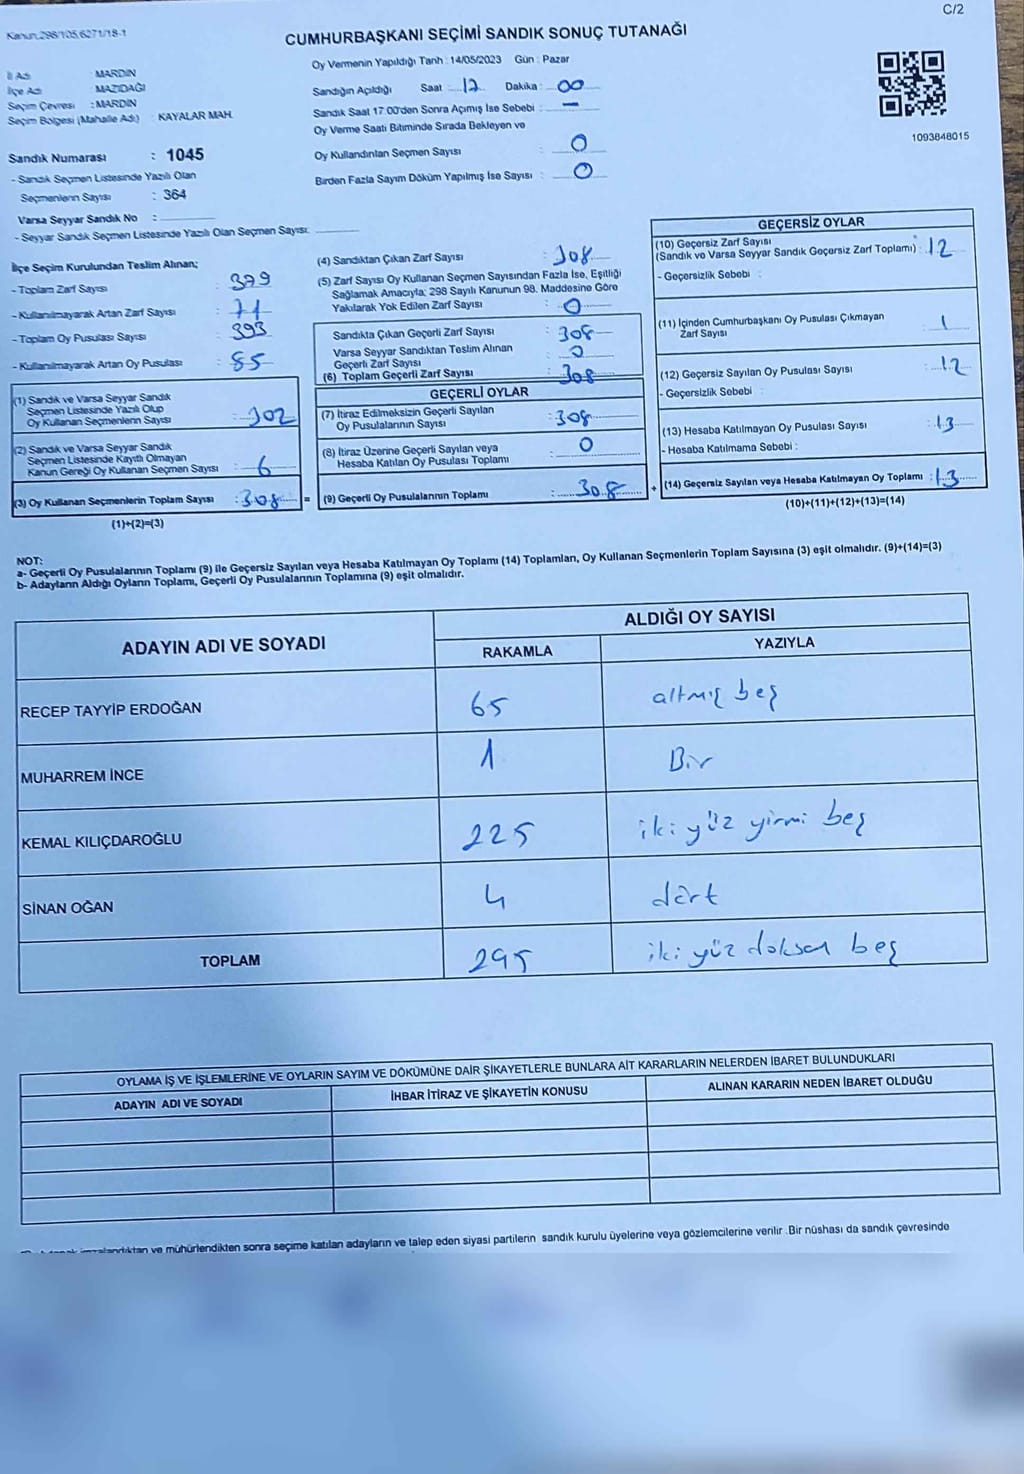 C/2
Kanun,298/105,6271/18-1
CUMHURBAŞKANI SEÇİMİ SANDIK SONUÇ TUTANAĞI
İl Adı : MARDİN
İlçe Adı : MAZIDAĞI
Seçim Çevresi : MARDİN
Seçim Bölgesi (Mahalle Adı) : KAYALAR MAH.
Sandık Numarası : 1045
- Sandık Seçmen Listesinde Yazılı Olan
Seçmenlerin Sayısı : 364
Varsa Seyyar Sandık No :
- Seyyar Sandık Seçmen Listesinde Yazılı Olan Seçmen Sayısı:
Oy Vermenin Yapıldığı Tarih : 14/05/2023 Gün : Pazar
Sandığın Açıldığı Saat : 17 Dakika : 00
Sandık Saat 17:00'den Sonra Açımış İse Sebebi : —
Oy Verme Saati Bitiminde Sırada Bekleyen ve
Oy Kullandırılan Seçmen Sayısı : 0
Birden Fazla Sayım Döküm Yapılmış İse Sayısı : 0
1093848015
İlçe Seçim Kurulundan Teslim Alınan;
- Toplam Zarf Sayısı : 379
- Kullanılmayarak Artan Zarf Sayısı : 71
- Toplam Oy Pusulası Sayısı : 393
- Kullanılmayarak Artan Oy Pusulası : 85
(1) Sandık ve Varsa Seyyar Sandık
Seçmen Listesinde Yazılı Olup
Oy Kullanan Seçmenlerin Sayısı : 302
(2) Sandık ve Varsa Seyyar Sandık
Seçmen Listesinde Kayıtlı Olmayan
Kanun Gereği Oy Kullanan Seçmen Sayısı : 6
(3) Oy Kullanan Seçmenlerin Toplam Sayısı : 308 =
(1)+(2)=(3)
(4) Sandıktan Çıkan Zarf Sayısı : 308
(5) Zarf Sayısı Oy Kullanan Seçmen Sayısından Fazla İse, Eşitliği
Sağlamak Amacıyla; 298 Sayılı Kanunun 98. Maddesine Göre
Yakılarak Yok Edilen Zarf Sayısı : 0
Sandıkta Çıkan Geçerli Zarf Sayısı : 308
Varsa Seyyar Sandıktan Teslim Alınan
Geçerli Zarf Sayısı : 0
(6) Toplam Geçerli Zarf Sayısı : 308
GEÇERLİ OYLAR
(7) İtiraz Edilmeksizin Geçerli Sayılan
Oy Pusulalarının Sayısı : 308
(8) İtiraz Üzerine Geçerli Sayılan veya
Hesaba Katılan Oy Pusulası Toplamı : 0
(9) Geçerli Oy Pusulalarının Toplamı : 308 +
GEÇERSİZ OYLAR
(10) Geçersiz Zarf Sayısı
(Sandık ve Varsa Seyyar Sandık Geçersiz Zarf Toplamı) : 12
- Geçersizlik Sebebi :
(11) İçinden Cumhurbaşkanı Oy Pusulası Çıkmayan
Zarf Sayısı : 1
(12) Geçersiz Sayılan Oy Pusulası Sayısı : 12
- Geçersizlik Sebebi :
(13) Hesaba Katılmayan Oy Pusulası Sayısı : 13
- Hesaba Katılmama Sebebi :
(14) Geçersiz Sayılan veya Hesaba Katılmayan Oy Toplamı : 13
(10)+(11)+(12)+(13)=(14)
NOT:
a- Geçerli Oy Pusulalarının Toplamı (9) ile Geçersiz Sayılan veya Hesaba Katılmayan Oy Toplamı (14) Toplamları, Oy Kullanan Seçmenlerin Toplam Sayısına (3) eşit olmalıdır. (9)+(14)=(3)
b- Adayların Aldığı Oyların Toplamı, Geçerli Oy Pusulalarının Toplamına (9) eşit olmalıdır.
ADAYIN ADI VE SOYADI ALDIĞI OY SAYISI
RAKAMLA YAZIYLA
RECEP TAYYİP ERDOĞAN 65 altmış beş
MUHARREM İNCE 1 Bir
KEMAL KILIÇDAROĞLU 225 iki yüz yirmi beş
SİNAN OĞAN 4 dört
TOPLAM 295 iki yüz doksan beş
OYLAMA İŞ VE İŞLEMLERİNE VE OYLARIN SAYIM VE DÖKÜMÜNE DAİR ŞİKAYETLERLE BUNLARA AİT KARARLARIN NELERDEN İBARET BULUNDUKLARI
ADAYIN ADI VE SOYADI İHBAR İTİRAZ VE ŞİKAYETİN KONUSU ALINAN KARARIN NEDEN İBARET OLDUĞU
imzalandıktan ve mühürlendikten sonra seçime katılan adayların ve talep eden siyasi partilerin sandık kurulu üyelerine veya gözlemcilerine verilir .Bir nüshası da sandık çevresinde